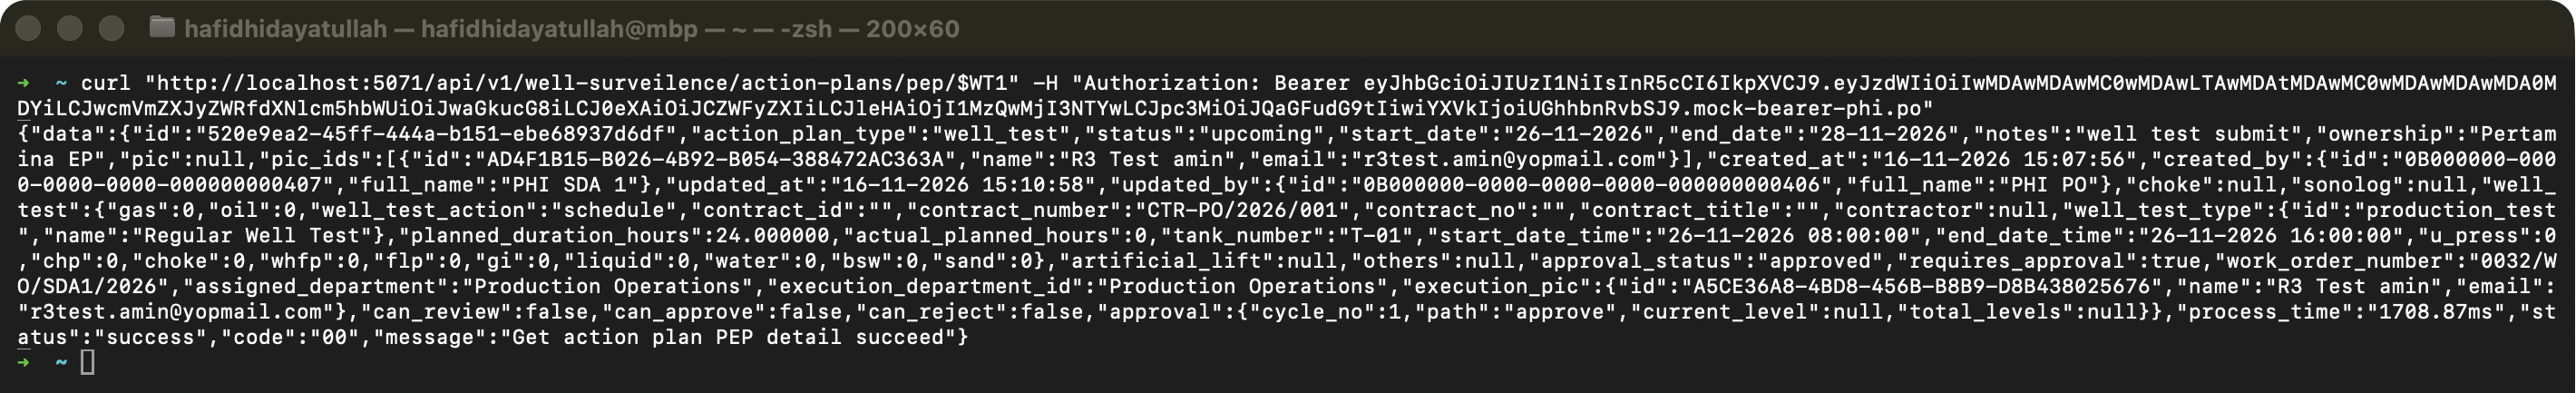 hafidhidayatullah — hafidhidayatullah@mbp — ~ — -zsh — 200×60
➜  ~ curl "http://localhost:5071/api/v1/well-surveilence/action-plans/pep/$WT1" -H "Authorization: Bearer eyJhbGciOiJIUzI1NiIsInR5cCI6IkpXVCJ9.eyJzdWIiOiIwMDAwMDAwMC0wMDAwLTAwMDAtMDAwMC0wMDAwMDAwMDA0M
DYiLCJwcmVmZXJyZWRfdXNlcm5hbWUiOiJwaGkucG8iLCJ0eXAiOiJCZWFyZXIiLCJleHAiOjI1MzQwMjI3NTYwLCJpc3MiOiJQaGFudG9tIiwiYXVkIjoiUGhhbnRvbSJ9.mock-bearer-phi.po"
{"data":{"id":"520e9ea2-45ff-444a-b151-ebe68937d6df","action_plan_type":"well_test","status":"upcoming","start_date":"26-11-2026","end_date":"28-11-2026","notes":"well test submit","ownership":"Pertam
ina EP","pic":null,"pic_ids":[{"id":"AD4F1B15-B026-4B92-B054-388472AC363A","name":"R3 Test amin","email":"r3test.amin@yopmail.com"}],"created_at":"16-11-2026 15:07:56","created_by":{"id":"0B000000-000
0-0000-0000-000000000407","full_name":"PHI SDA 1"},"updated_at":"16-11-2026 15:10:58","updated_by":{"id":"0B000000-0000-0000-0000-000000000406","full_name":"PHI PO"},"choke":null,"sonolog":null,"well_
test":{"gas":0,"oil":0,"well_test_action":"schedule","contract_id":"","contract_number":"CTR-PO/2026/001","contract_no":"","contract_title":"","contractor":null,"well_test_type":{"id":"production_test
","name":"Regular Well Test"},"planned_duration_hours":24.000000,"actual_planned_hours":0,"tank_number":"T-01","start_date_time":"26-11-2026 08:00:00","end_date_time":"26-11-2026 16:00:00","u_press":0
,"chp":0,"choke":0,"whfp":0,"flp":0,"gi":0,"liquid":0,"water":0,"bsw":0,"sand":0},"artificial_lift":null,"others":null,"approval_status":"approved","requires_approval":true,"work_order_number":"0032/W
O/SDA1/2026","assigned_department":"Production Operations","execution_department_id":"Production Operations","execution_pic":{"id":"A5CE36A8-4BD8-456B-B8B9-D8B438025676","name":"R3 Test amin","email":
"r3test.amin@yopmail.com"},"can_review":false,"can_approve":false,"can_reject":false,"approval":{"cycle_no":1,"path":"approve","current_level":null,"total_levels":null}},"process_time":"1708.87ms","st
atus":"success","code":"00","message":"Get action plan PEP detail succeed"}
➜  ~